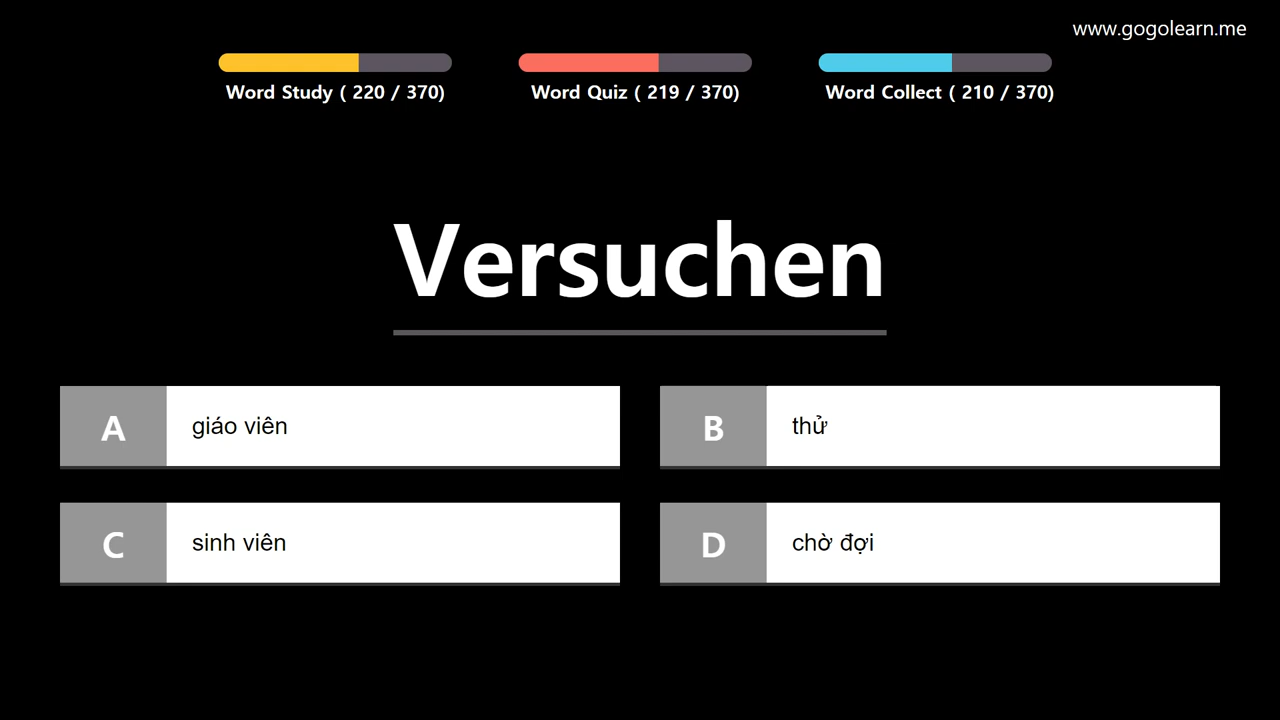 www.gogolearn.me
Word Study ( 220 / 370)
Word Quiz ( 219 / 370)
Word Collect ( 210 / 370)
Versuchen
A
giáo viên
B
thử
C
sinh viên
D
chờ đợi